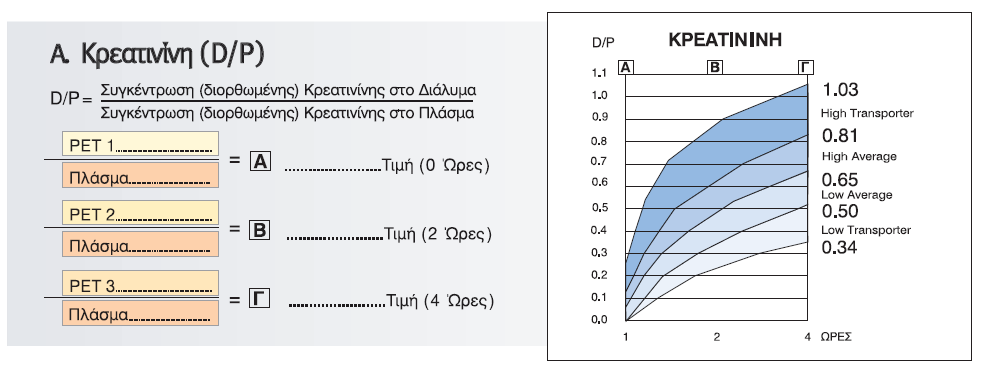 Α. Κρεατινίνη (D/P)
D/P = Συγκέντρωση (διορθωμένης) Κρεατινίνης στο Διάλυμα
Συγκέντρωση (διορθωμένης) Κρεατινίνης στο Πλάσμα
PET 1..........................
Πλάσμα.....................
= Α ........................Τιμή (0 Ώρες)
PET 2..........................
Πλάσμα.....................
= Β ........................Τιμή (2 Ώρες)
PET 3..........................
Πλάσμα.....................
= Γ ........................Τιμή (4 Ώρες)
D/P ΚΡΕΑΤΙΝΙΝΗ
Α Β Γ
1.1
1.0
0.9
0.8
0.7
0.6
0.5
0.4
0.3
0.2
0.1
0.0
1 2 4 ΩΡΕΣ
1.03
High Transporter
0.81
High Average
0.65
Low Average
0.50
Low Transporter
0.34